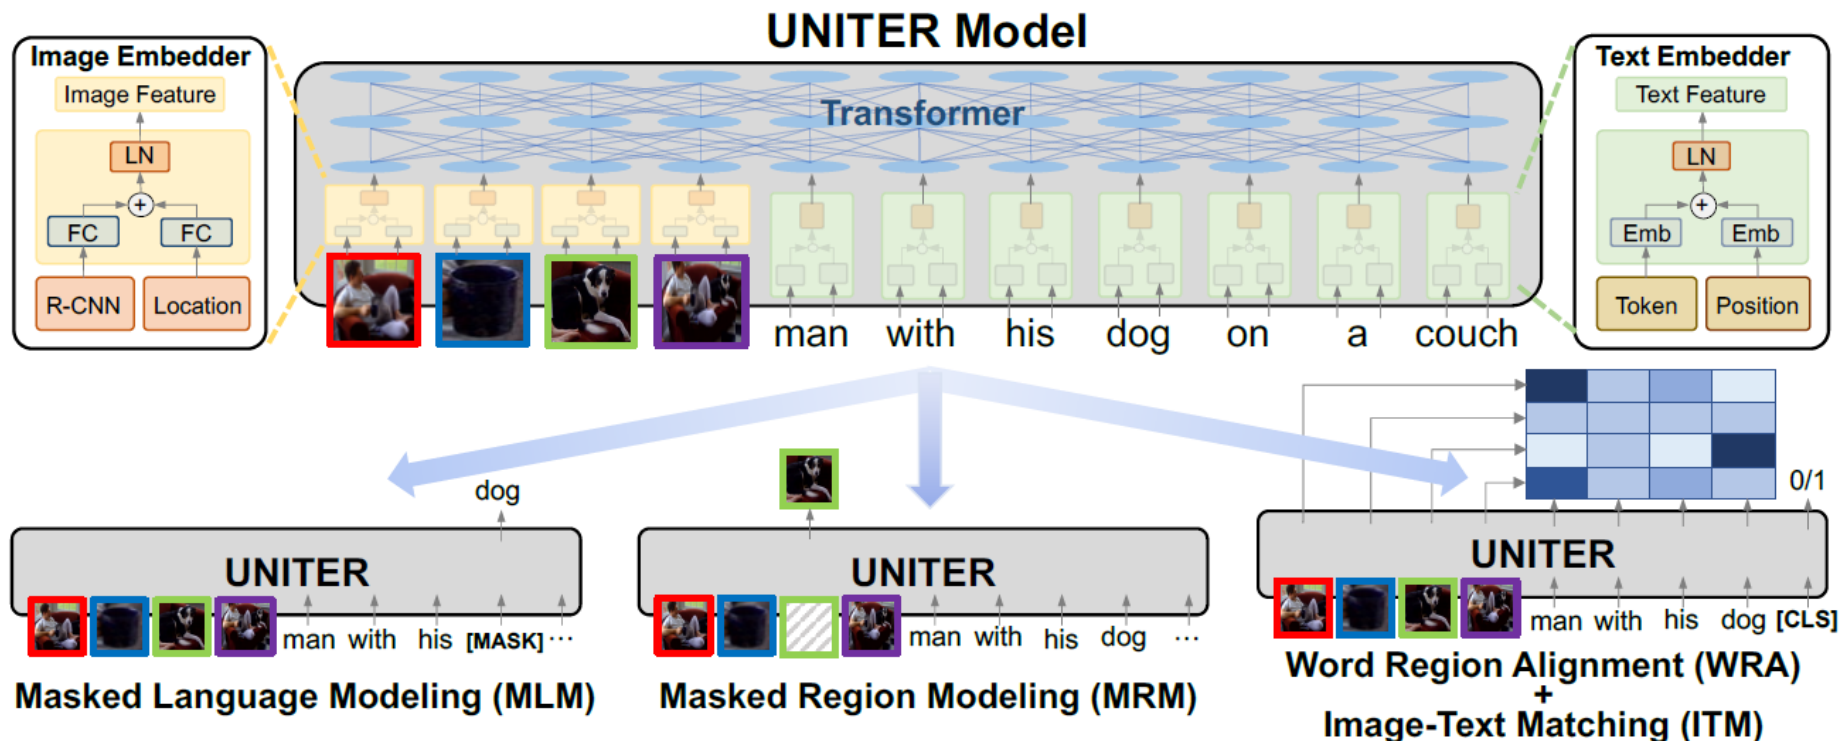 UNITER Model
Image Embedder
Image Feature
LN
+
FC
FC
R-CNN
Location
Transformer
man with his dog on a couch
Text Embedder
Text Feature
LN
+
Emb
Emb
Token
Position
dog
UNITER
man with his [MASK] ...
Masked Language Modeling (MLM)
UNITER
man with his dog ...
Masked Region Modeling (MRM)
0/1
UNITER
man with his dog [CLS]
Word Region Alignment (WRA)
+
Image-Text Matching (ITM)